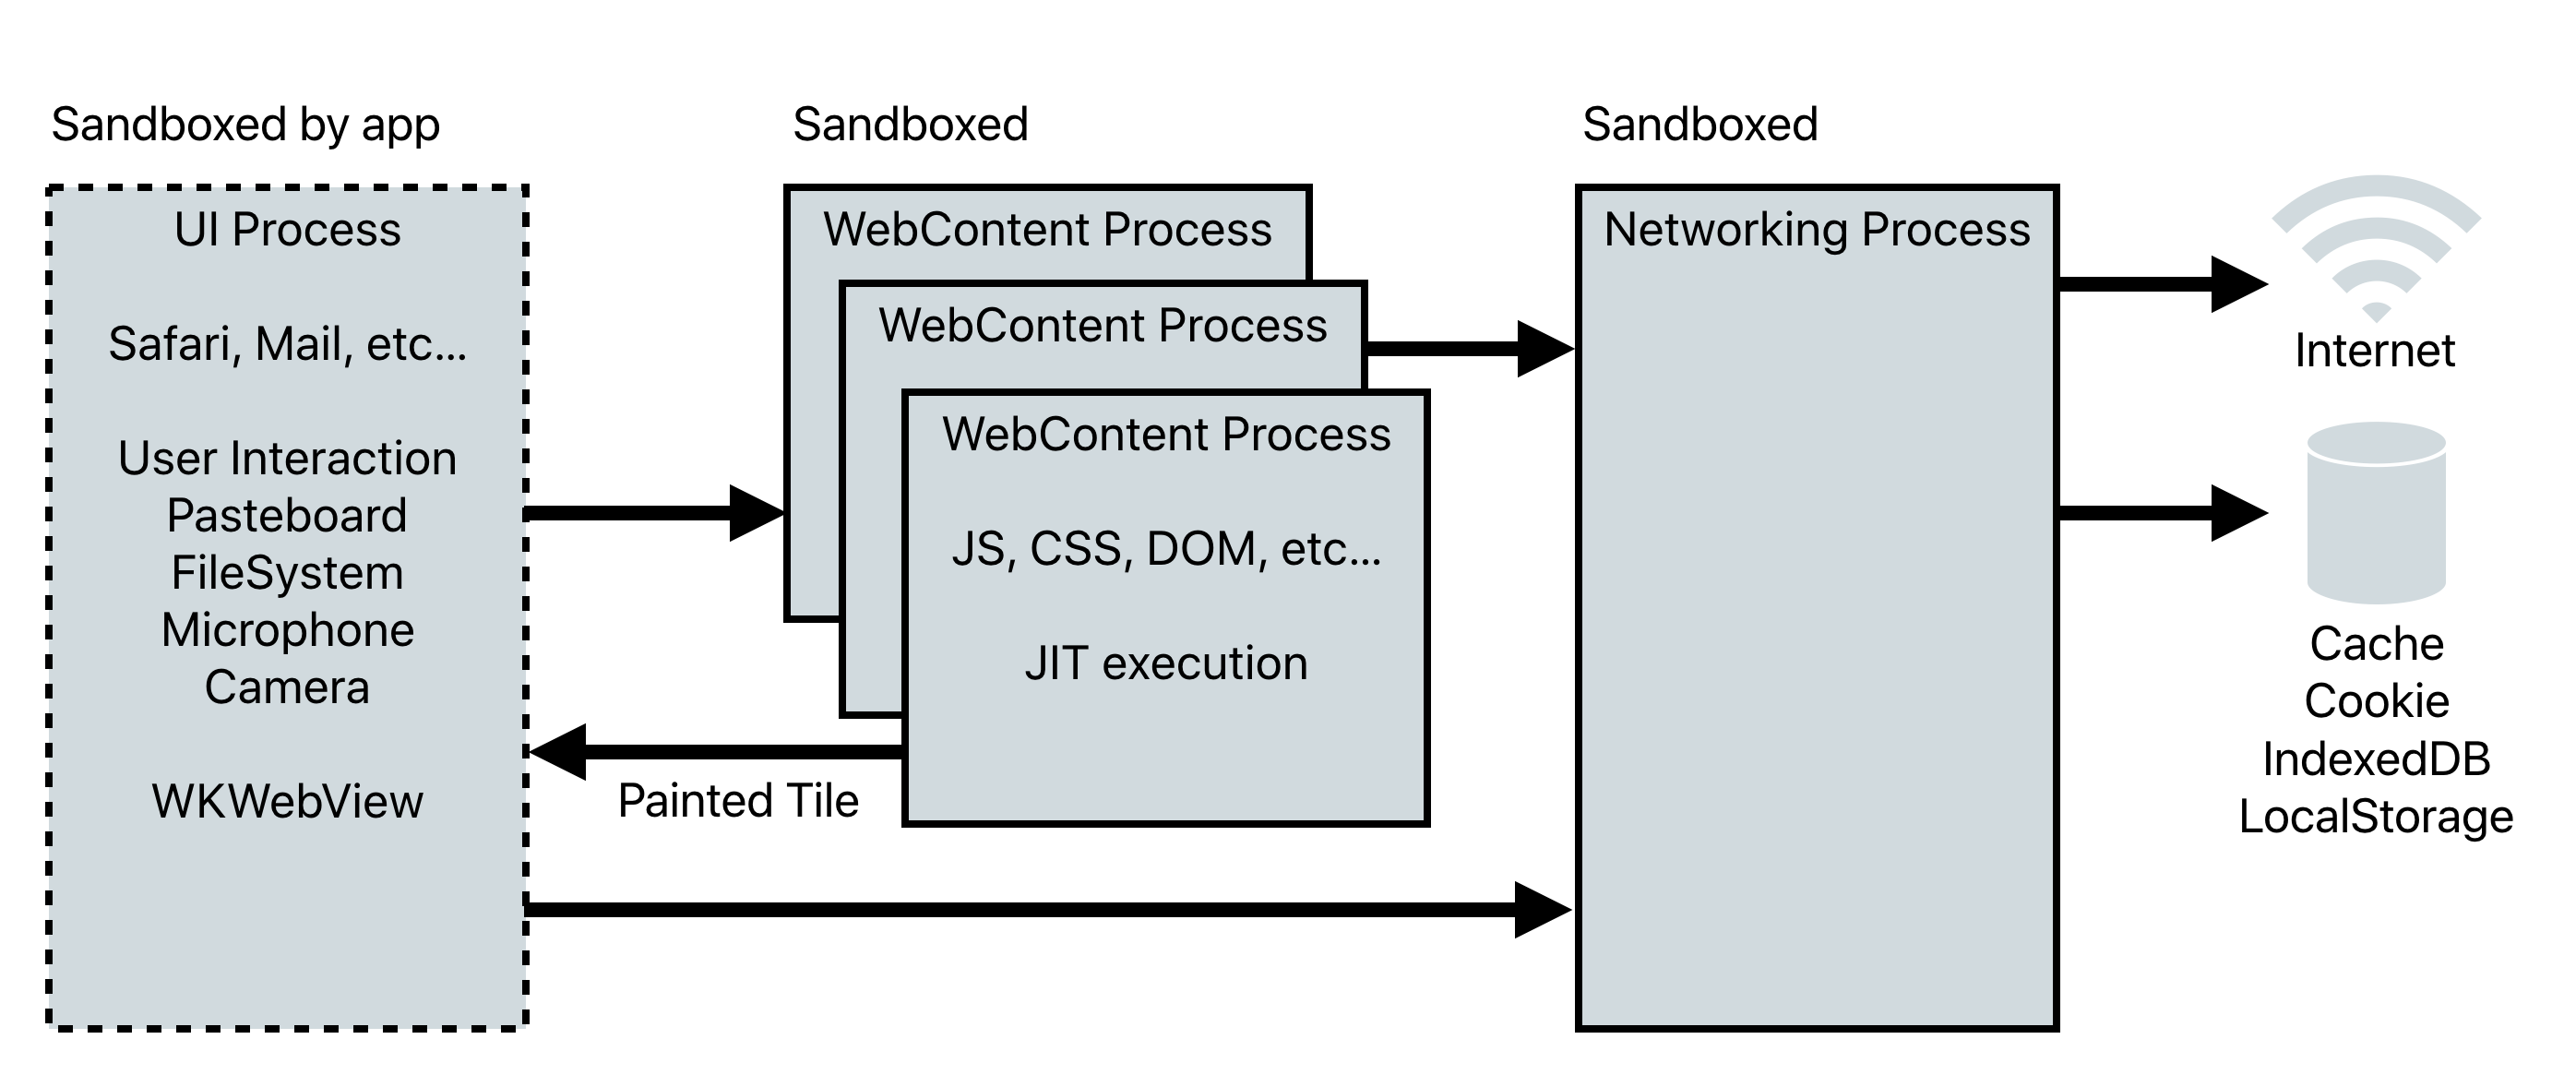 Sandboxed by app
UI Process
Safari, Mail, etc...
User Interaction
Pasteboard
FileSystem
Microphone
Camera
WKWebView
Sandboxed
WebContent Process
WebContent Process
WebContent Process
JS, CSS, DOM, etc...
JIT execution
Painted Tile
Sandboxed
Networking Process
Internet
Cache
Cookie
IndexedDB
LocalStorage